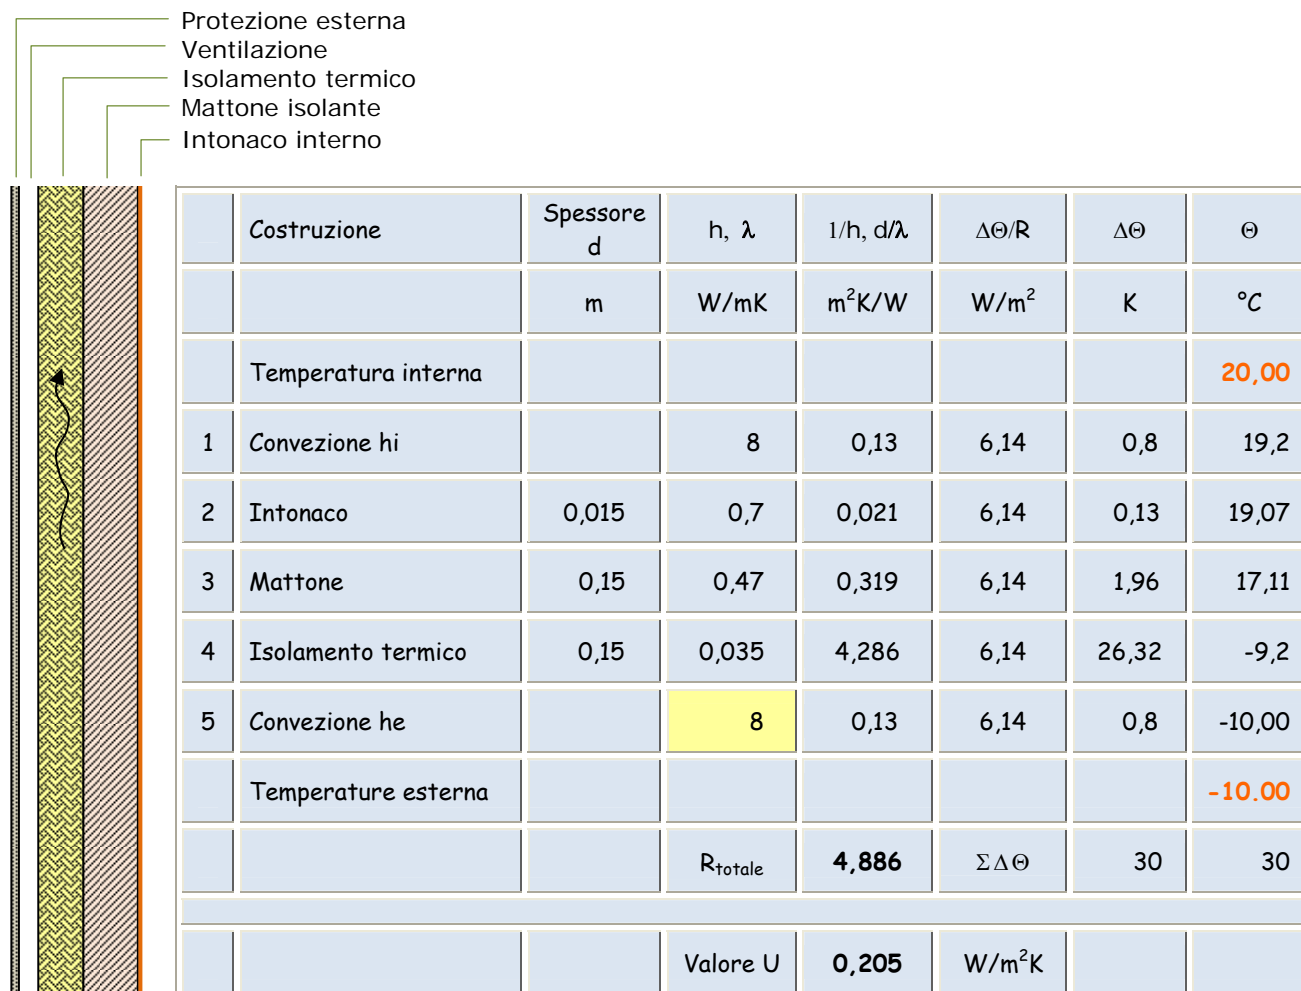 Protezione esterna
Ventilazione
Isolamento termico
Mattone isolante
Intonaco interno
Costruzione Spessore d h, λ 1/h, d/λ ΔΘ/R ΔΘ Θ
m W/mK m²K/W W/m² K °C
Temperatura interna 20,00
1 Convezione hi 8 0,13 6,14 0,8 19,2
2 Intonaco 0,015 0,7 0,021 6,14 0,13 19,07
3 Mattone 0,15 0,47 0,319 6,14 1,96 17,11
4 Isolamento termico 0,15 0,035 4,286 6,14 26,32 -9,2
5 Convezione he 8 0,13 6,14 0,8 -10,00
Temperature esterna -10.00
Rtotale 4,886 ΣΔΘ 30 30
Valore U 0,205 W/m²K